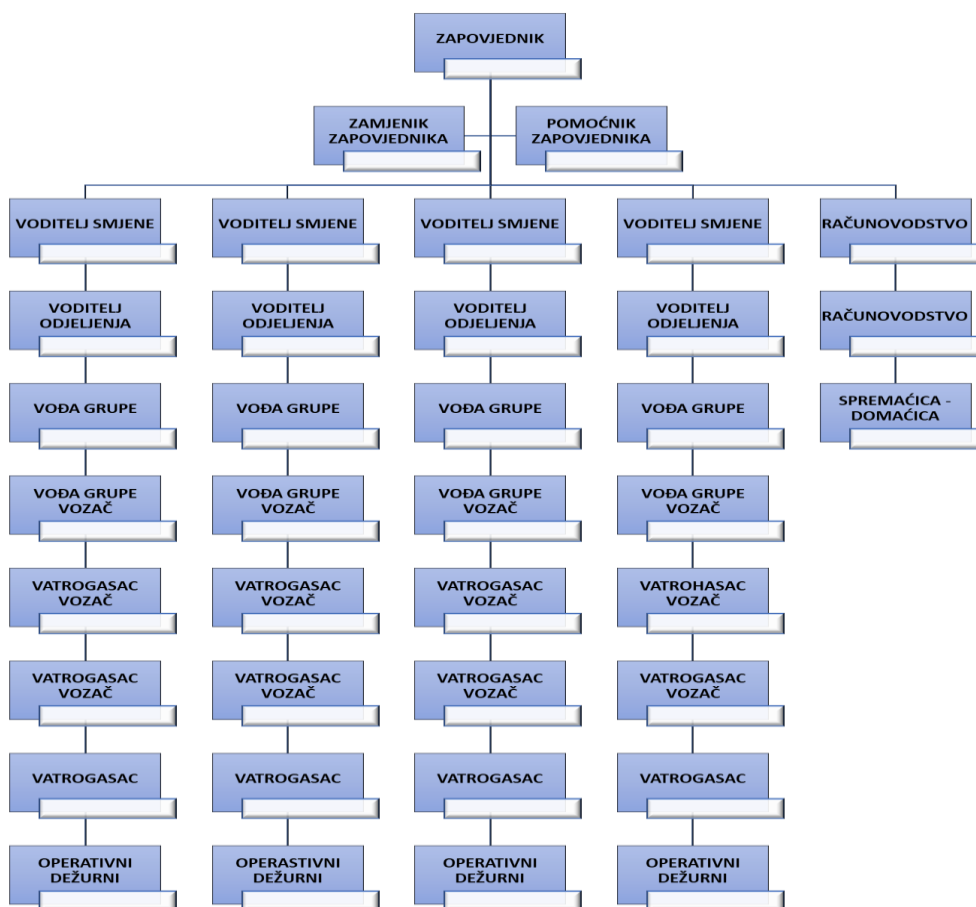 ZAPOVJEDNIK
ZAMJENIK
ZAPOVJEDNIKA
POMOĆNIK
ZAPOVJEDNIKA
VODITELJ SMJENE
VODITELJ SMJENE
VODITELJ SMJENE
VODITELJ SMJENE
RAČUNOVODSTVO
VODITELJ
ODJELJENJA
VODITELJ
ODJELJENJA
VODITELJ
ODJELJENJA
VODITELJ
ODJELJENJA
RAČUNOVODSTVO
VOĐA GRUPE
VOĐA GRUPE
VOĐA GRUPE
VOĐA GRUPE
SPREMAĆICA -
DOMAĆICA
VOĐA GRUPE
VOZAČ
VOĐA GRUPE
VOZAČ
VOĐA GRUPE
VOZAČ
VOĐA GRUPE
VOZAČ
VATROGASAC
VOZAČ
VATROGASAC
VOZAČ
VATROGASAC
VOZAČ
VATROHASAC
VOZAČ
VATROGASAC
VOZAČ
VATROGASAC
VOZAČ
VATROGASAC
VOZAČ
VATROGASAC
VOZAČ
VATROGASAC
VATROGASAC
VATROGASAC
VATROGASAC
OPERATIVNI
DEŽURNI
OPERASTIVNI
DEŽURNI
OPERATIVNI
DEŽURNI
OPERATIVNI
DEŽURNI